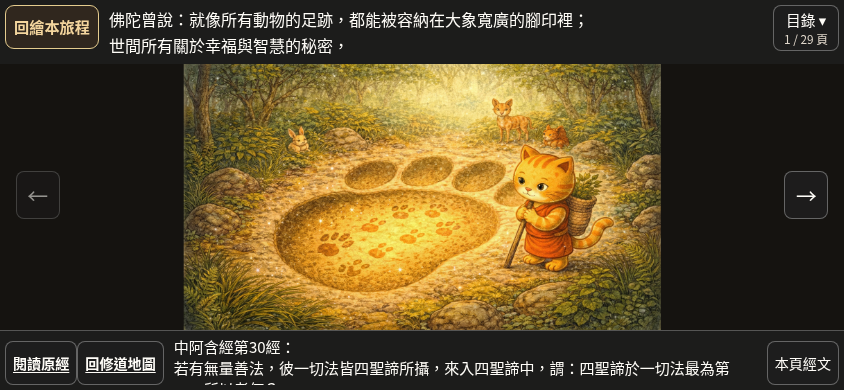 回繪本旅程
佛陀曾說：就像所有動物的足跡，都能被容納在大象寬廣的腳印裡；
世間所有關於幸福與智慧的秘密，
目錄 ▾
1 / 29 頁
←
→
閱讀原經
回修道地圖
中阿含經第30經：
若有無量善法，彼一切法皆四聖諦所攝，來入四聖諦中，謂：四聖諦於一切法最為第
本頁經文